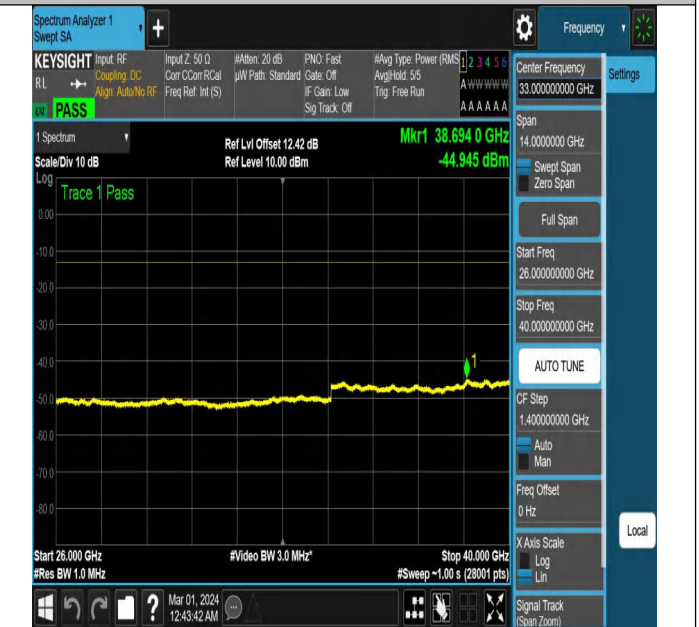 Spectrum Analyzer 1
Swept SA
+
Frequency
KEYSIGHT
RL
PASS
Input: RF
Coupling: DC
Align: Auto/No RF
Input Z: 50 Ω
Corr CCorr RCal
Freq Ref: Int (S)
#Atten: 20 dB
µW Path: Standard
PNO: Fast
Gate: Off
IF Gain: Low
Sig Track: Off
#Avg Type: Power (RMS
Avg|Hold: 5/5
Trig: Free Run
1 2 3 4 5 6
A W W W W W
A A A A A A
1 Spectrum
Scale/Div 10 dB
Ref Lvl Offset 12.42 dB
Ref Level 10.00 dBm
Mkr1 38.694 0 GHz
-44.945 dBm
Log
Trace 1 Pass
0.00
-10.0
-20.0
-30.0
-40.0
-50.0
-60.0
-70.0
-80.0
1
Start 26.000 GHz
#Res BW 1.0 MHz
#Video BW 3.0 MHz*
Stop 40.000 GHz
#Sweep ~1.00 s (28001 pts)
Mar 01, 2024
12:43:42 AM
?
Center Frequency
33.000000000 GHz
Settings
Span
14.0000000 GHz
Swept Span
Zero Span
Full Span
Start Freq
26.000000000 GHz
Stop Freq
40.000000000 GHz
AUTO TUNE
CF Step
1.400000000 GHz
Auto
Man
Freq Offset
0 Hz
X Axis Scale
Log
Lin
Local
Signal Track
(Span Zoom)